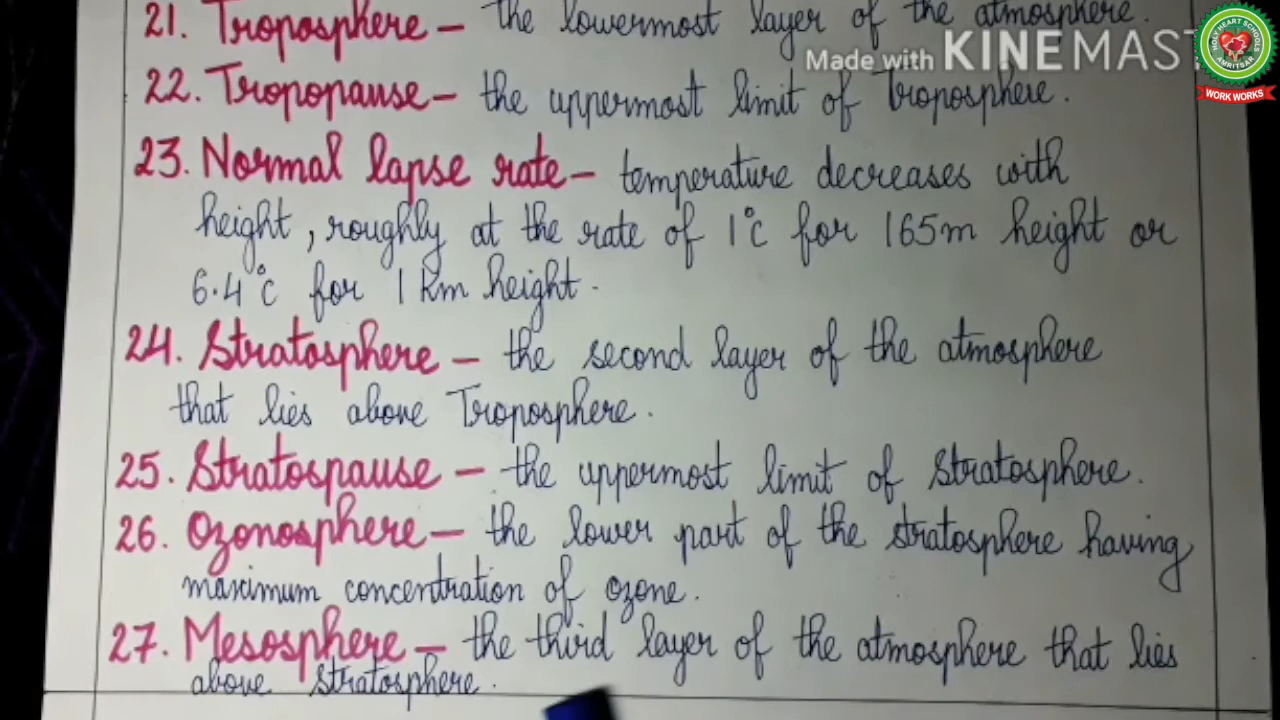 21. Troposphere – the lowermost layer of the atmosphere.
Made with KINEMAST
HOLY HEART SCHOOLS
AMRITSAR
WORK WORKS
22. Tropopause – the uppermost limit of Troposphere.
23. Normal lapse rate – temperature decreases with
height, roughly at the rate of 1°c for 165m height or
6.4°c for 1 km height.
24. Stratosphere – the second layer of the atmosphere
that lies above Troposphere.
25. Stratospause – the uppermost limit of Stratosphere.
26. Ozonosphere – the lower part of the stratosphere having
maximum concentration of ozone.
27. Mesosphere – the third layer of the atmosphere that lies
above stratosphere.